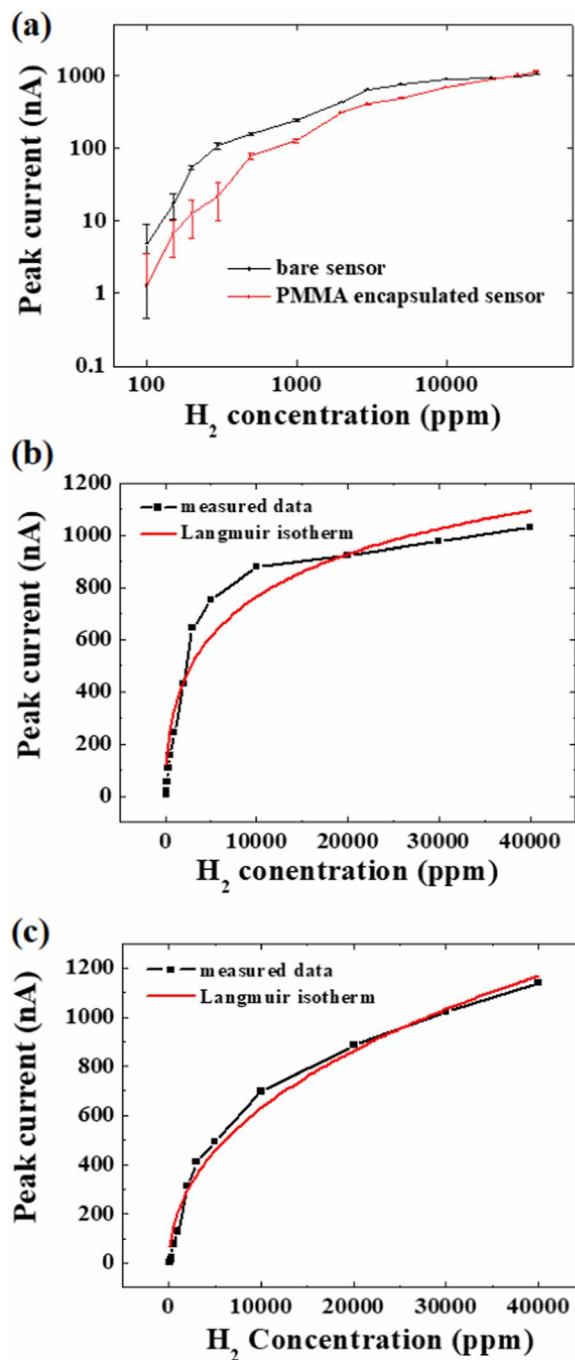 (a)
Peak current (nA)
1000
100
10
1
0.1
bare sensor
PMMA encapsulated sensor
100
1000
10000
H₂ concentration (ppm)
(b)
Peak current (nA)
1200
1000
800
600
400
200
0
measured data
Langmuir isotherm
0
10000
20000
30000
40000
H₂ conentration (ppm)
(c)
Peak current (nA)
1200
1000
800
600
400
200
0
measured data
Langmuir isotherm
0
10000
20000
30000
40000
H₂ Concentration (ppm)